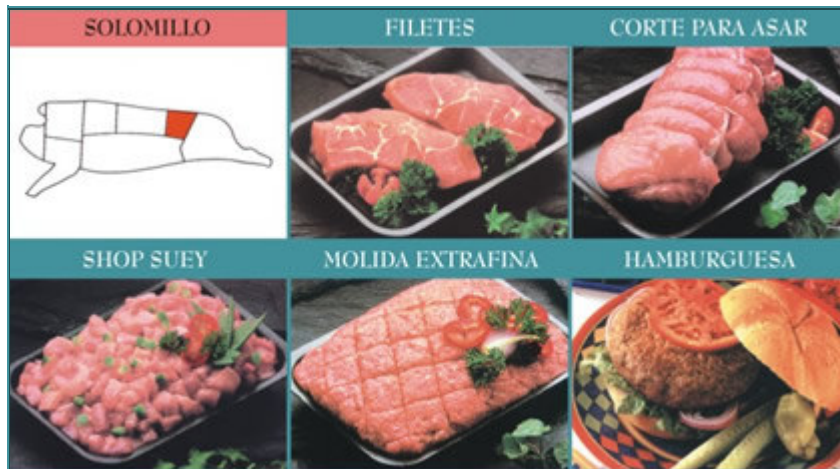 SOLOMILLO
FILETES
CORTE PARA ASAR
SHOP SUEY
MOLIDA EXTRAFINA
HAMBURGUESA